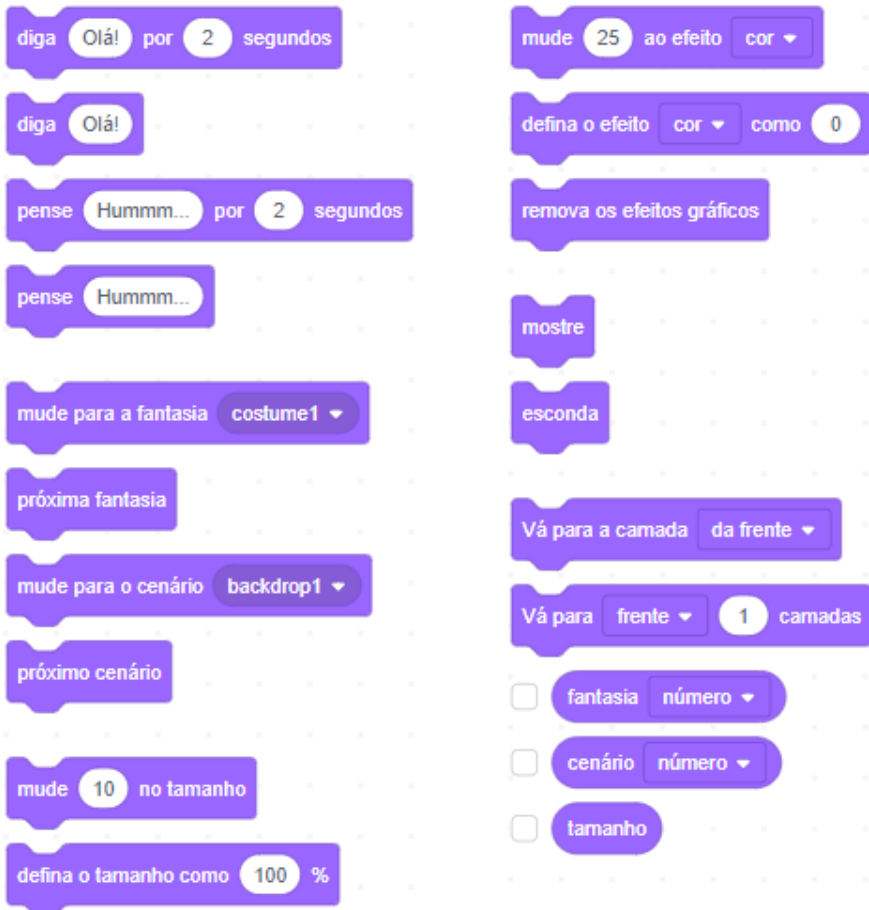 diga Olá! por 2 segundos
diga Olá!
pense Hummm... por 2 segundos
pense Hummm...
mude para a fantasia costume1
próxima fantasia
mude para o cenário backdrop1
próximo cenário
mude 10 no tamanho
defina o tamanho como 100 %
mude 25 ao efeito cor
defina o efeito cor como 0
remova os efeitos gráficos
mostre
esconda
Vá para a camada da frente
Vá para frente 1 camadas
fantasia número
cenário número
tamanho